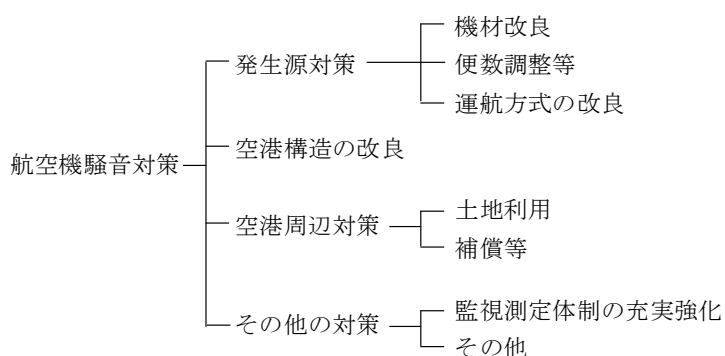 航空機騒音対策
発生源対策
機材改良
便数調整等
運航方式の改良
空港構造の改良
空港周辺対策
土地利用
補償等
その他の対策
監視測定体制の充実強化
その他